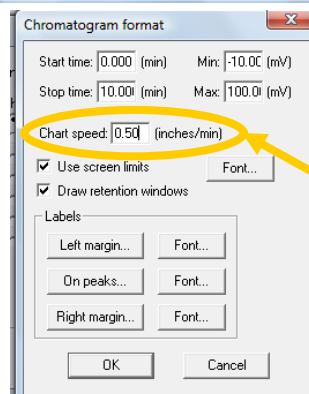 Chromatogram format
Start time: 0.000 (min) Min: -10.00 (mV)
Stop time: 10.00 (min) Max: 100.0 (mV)
Chart speed: 0.50 (inches/min)
Use screen limits Font...
Draw retention windows
Labels
Left margin... Font...
On peaks... Font...
Right margin... Font...
OK Cancel